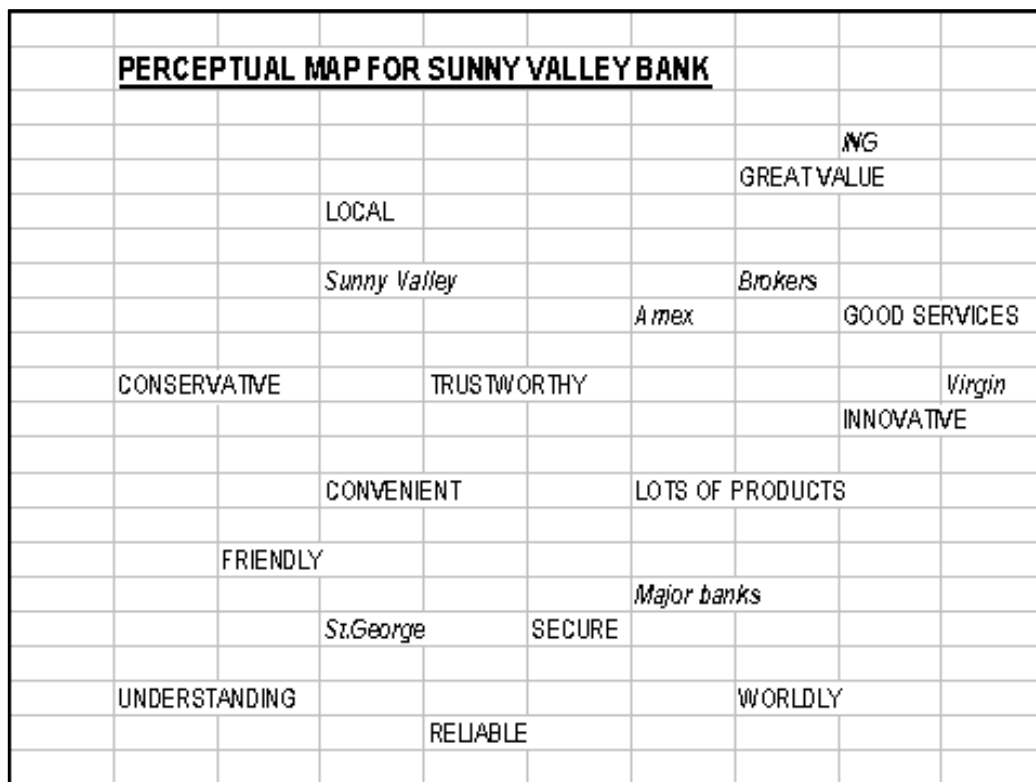 PERCEPTUAL MAP FOR SUNNY VALLEY BANK
ING
GREAT VALUE
LOCAL
Sunny Valley Brokers
Amex GOOD SERVICES
CONSERVATIVE TRUSTWORTHY Virgin
INNOVATIVE
CONVENIENT LOTS OF PRODUCTS
FRIENDLY
Major banks
St.George SECURE
UNDERSTANDING WORLDLY
RELIABLE